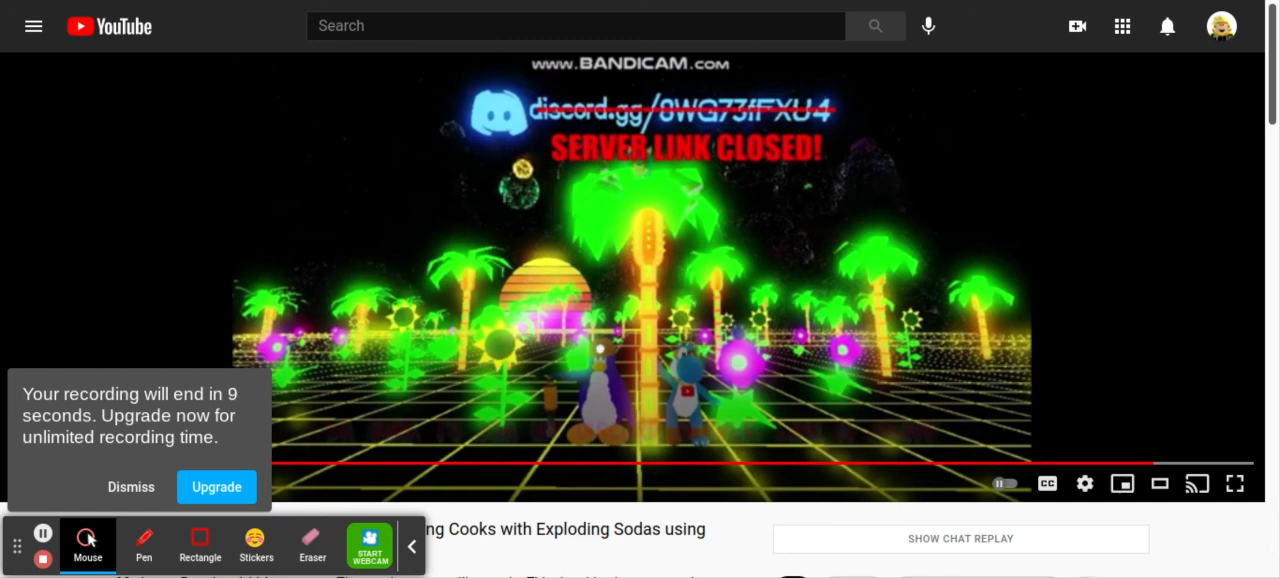 YouTube
Search
www.BANDICAM.com
discord.gg/8WG73fFXU4
SERVER LINK CLOSED!
Your recording will end in 9
seconds. Upgrade now for
unlimited recording time.
Dismiss
Upgrade
CC
ng Cooks with Exploding Sodas using
SHOW CHAT REPLAY
Mouse
Pen
Rectangle
Stickers
Eraser
START
WEBCAM